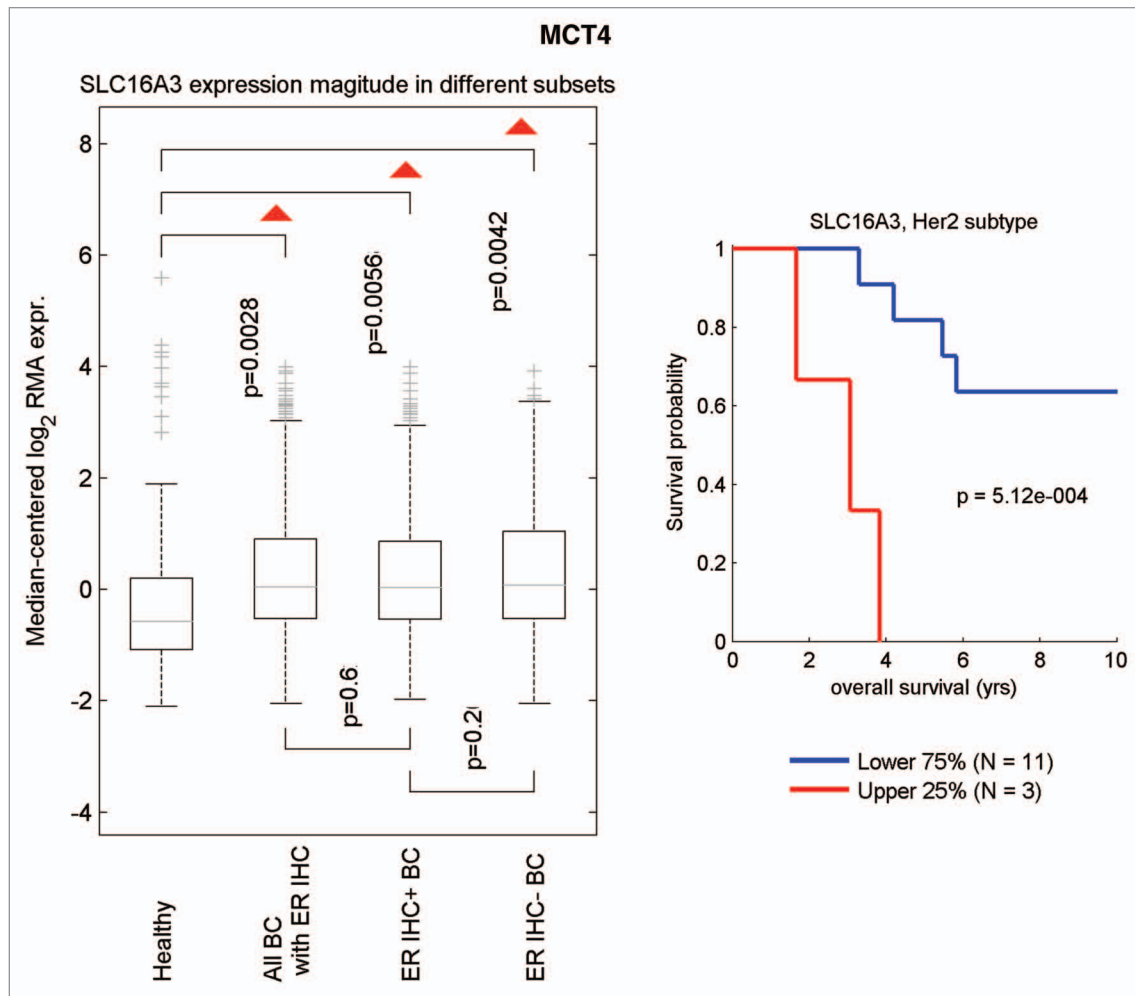 MCT4
SLC16A3 expression magitude in different subsets
Median-centered log2 RMA expr.
8
6
4
2
0
-2
-4
p=0.0028
p=0.0056
p=0.0042
p=0.6
p=0.2
Healthy
All BC
with ER IHC
ER IHC+ BC
ER IHC- BC
SLC16A3, Her2 subtype
Survival probability
1
0.8
0.6
0.4
0.2
0
p = 5.12e-004
0 2 4 6 8 10
overall survival (yrs)
Lower 75% (N = 11)
Upper 25% (N = 3)